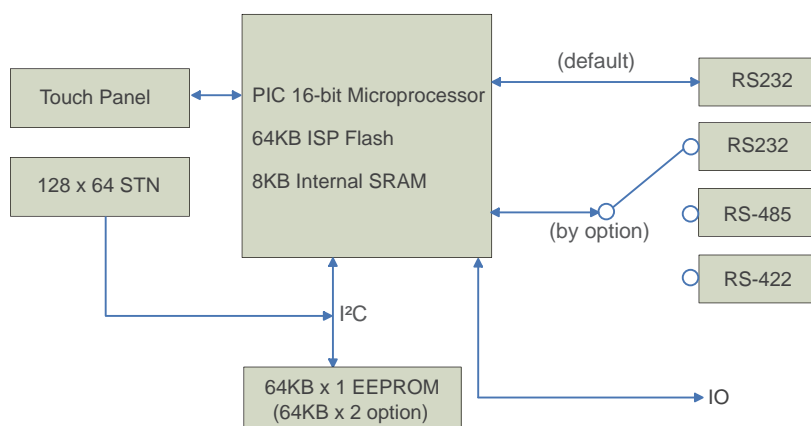 Touch Panel
128 x 64 STN
PIC 16-bit Microprocessor
64KB ISP Flash
8KB Internal SRAM
(default)
RS232
RS232
(by option)
RS-485
RS-422
I²C
64KB x 1 EEPROM
(64KB x 2 option)
IO